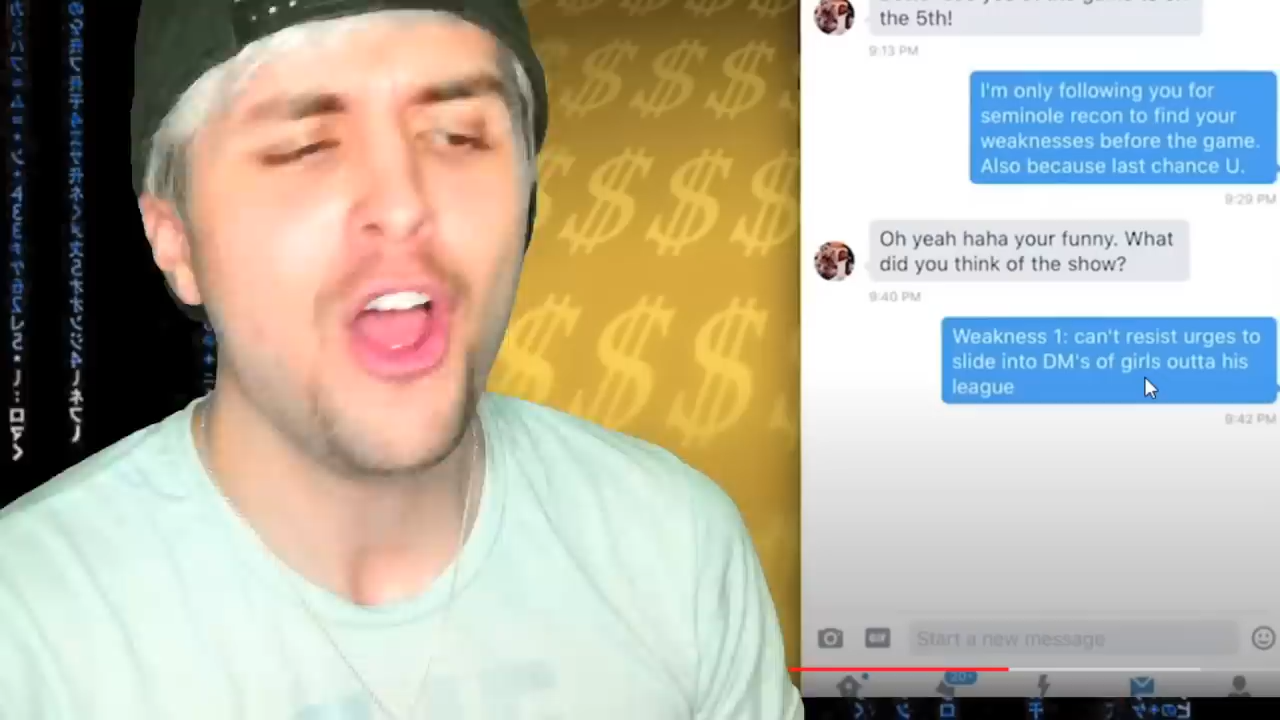 the 5th!
9:13 PM
I'm only following you for
seminole recon to find your
weaknesses before the game.
Also because last chance U.
9:29 PM
Oh yeah haha your funny. What
did you think of the show?
9:40 PM
Weakness 1: can't resist urges to
slide into DM's of girls outta his
league
9:42 PM
GIF
Start a new message
20+
$ $ $
$ $ $
$ $ $